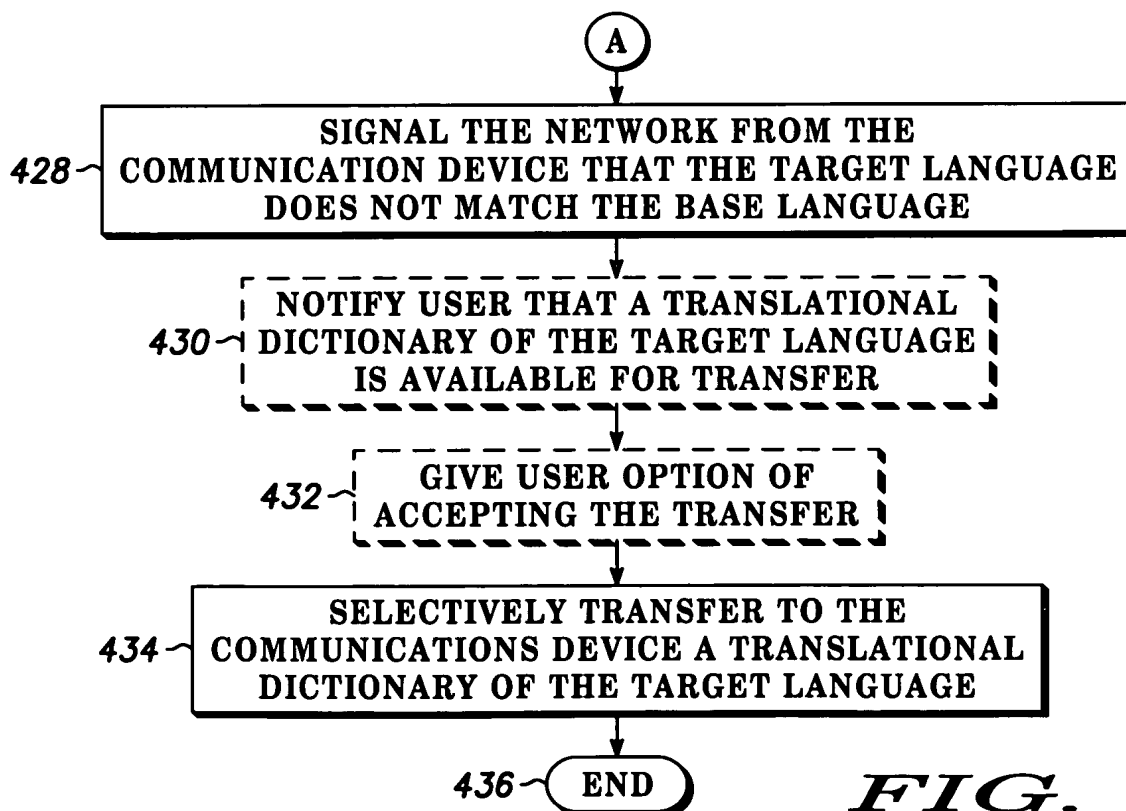 A
428
SIGNAL THE NETWORK FROM THE
COMMUNICATION DEVICE THAT THE TARGET LANGUAGE
DOES NOT MATCH THE BASE LANGUAGE
430
NOTIFY USER THAT A TRANSLATIONAL
DICTIONARY OF THE TARGET LANGUAGE
IS AVAILABLE FOR TRANSFER
432
GIVE USER OPTION OF
ACCEPTING THE TRANSFER
434
SELECTIVELY TRANSFER TO THE
COMMUNICATIONS DEVICE A TRANSLATIONAL
DICTIONARY OF THE TARGET LANGUAGE
436
END
FIG.